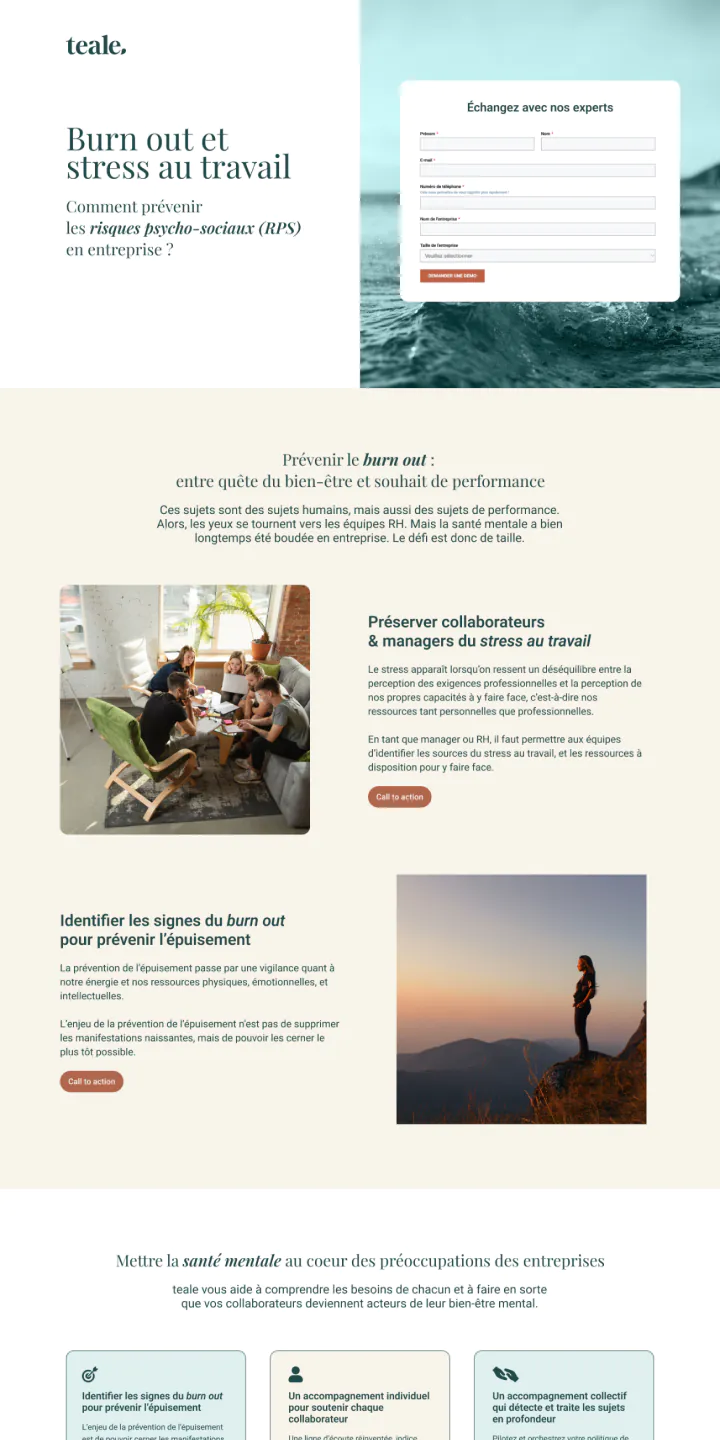 teale.
Burn out et
stress au travail
Comment prévenir
les risques psycho-sociaux (RPS)
en entreprise ?
Échangez avec nos experts
Prénom *
Nom *
E-mail *
Numéro de téléphone *
Nom de l'entreprise *
Taille de l'entreprise
Veuillez sélectionner
DEMANDER UNE DÉMO
Prévenir le burn out :
entre quête du bien-être et souhait de performance
Ces sujets sont des sujets humains, mais aussi des sujets de performance.
Alors, les yeux se tournent vers les équipes RH. Mais la santé mentale a bien
longtemps été boudée en entreprise. Le défi est donc de taille.
Préserver collaborateurs
& managers du stress au travail
Le stress apparaît lorsqu'on ressent un déséquilibre entre la
perception des exigences professionnelles et la perception de
nos propres capacités à y faire face, c'est-à-dire nos
ressources tant personnelles que professionnelles.
En tant que manager ou RH, il faut permettre aux équipes
d'identifier les sources du stress au travail, et les ressources à
disposition pour y faire face.
Call to action
Identifier les signes du burn out
pour prévenir l'épuisement
La prévention de l'épuisement passe par une vigilance quant à
notre énergie et nos ressources physiques, émotionnelles, et
intellectuelles.
L'enjeu de la prévention de l'épuisement n'est pas de supprimer
les manifestations naissantes, mais de pouvoir les cerner le
plus tôt possible.
Call to action
Mettre la santé mentale au coeur des préoccupations des entreprises
teale vous aide à comprendre les besoins de chacun et à faire en sorte
que vos collaborateurs deviennent acteurs de leur bien-être mental.
Identifier les signes du burn out
pour prévenir l'épuisement
L'enjeu de la prévention de l'épuisement
est de pouvoir cerner les manifestations
Un accompagnement individuel
pour soutenir chaque
collaborateur
Une ligne d'écoute réinventée, indice
Un accompagnement collectif
qui détecte et traite les sujets
en profondeur
Pilotez et orchestrez votre politique de